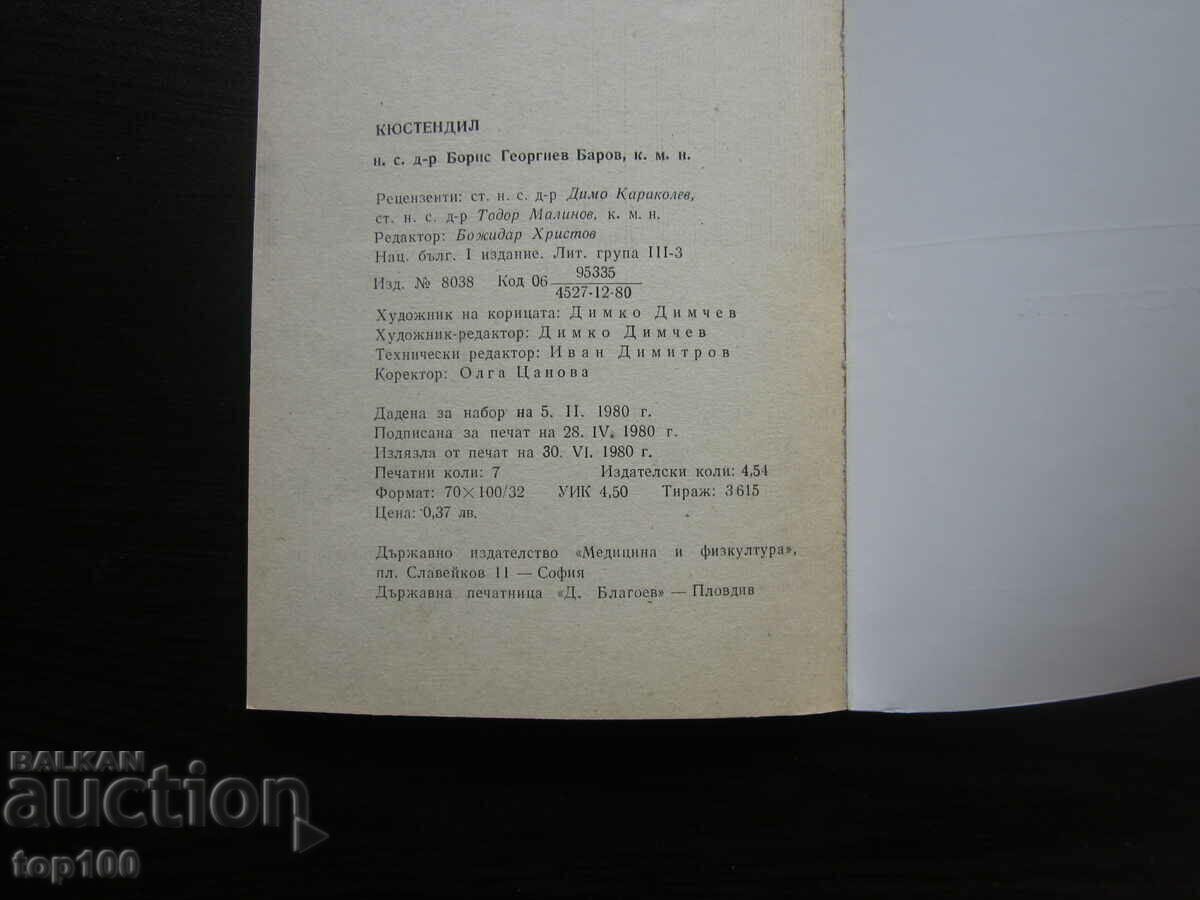 КЮСТЕНДИЛ
н. с. д-р Борис Георгиев Баров, к. м. н.
Рецензенти: ст. н. с. д-р Димо Караколев,
ст. н. с. д-р Тодор Малинов, к. м. н.
Редактор: Божидар Христов
Нац. бълг. I издание. Лит. група III-3
Изд. № 8038 Код 06 95335
4527-12-80
Художник на корицата: Димко Димчев
Художник-редактор: Димко Димчев
Технически редактор: Иван Димитров
Коректор: Олга Цанова
Дадена за набор на 5. II. 1980 г.
Подписана за печат на 28. IV. 1980 г.
Излязла от печат на 30. VI. 1980 г.
Печатни коли: 7 Издателски коли: 4,54
Формат: 70×100/32 УИК 4,50 Тираж: 3 615
Цена: 0,37 лв.
Държавно издателство «Медицина и физкултура»,
пл. Славейков 11 — София
Държавна печатница «Д. Благоев» — Пловдив
BALKAN
auction
top100